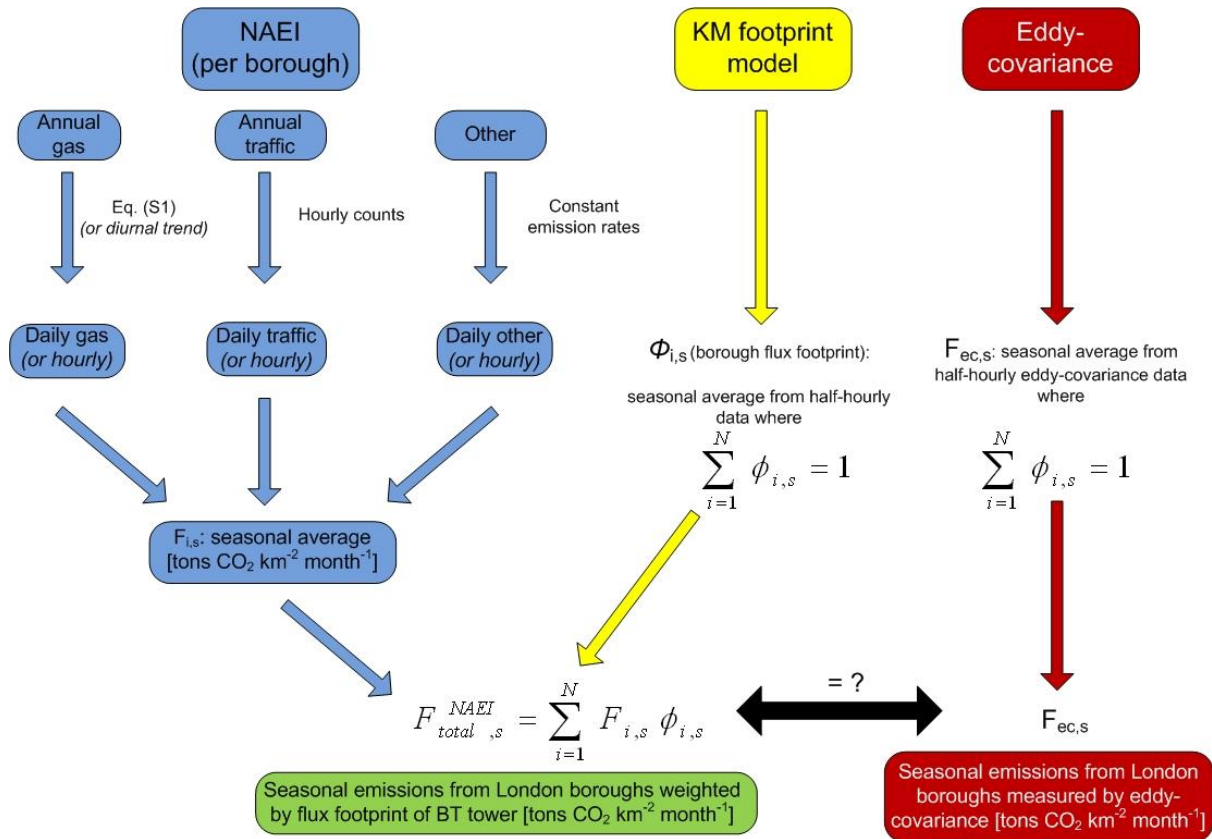 NAEI
(per borough)
KM footprint
model
Eddy-
covariance
Annual
gas
Annual
traffic
Other
Eq. (S1)
(or diurnal trend)
Hourly counts
Constant
emission rates
Daily gas
(or hourly)
Daily traffic
(or hourly)
Daily other
(or hourly)
Φi,s (borough flux footprint):
seasonal average from half-hourly
data where
∑_{i=1}^{N} ϕ_{i,s} = 1
Fec,s: seasonal average from
half-hourly eddy-covariance data
where
∑_{i=1}^{N} ϕ_{i,s} = 1
Fi,s: seasonal average
[tons CO₂ km⁻² month⁻¹]
F_{total ,s}^{NAEI} = ∑_{i=1}^{N} F_{i,s} ϕ_{i,s}
= ?
Fec,s
Seasonal emissions from London boroughs weighted
by flux footprint of BT tower [tons CO₂ km⁻² month⁻¹]
Seasonal emissions from London
boroughs measured by eddy-
covariance [tons CO₂ km⁻² month⁻¹]